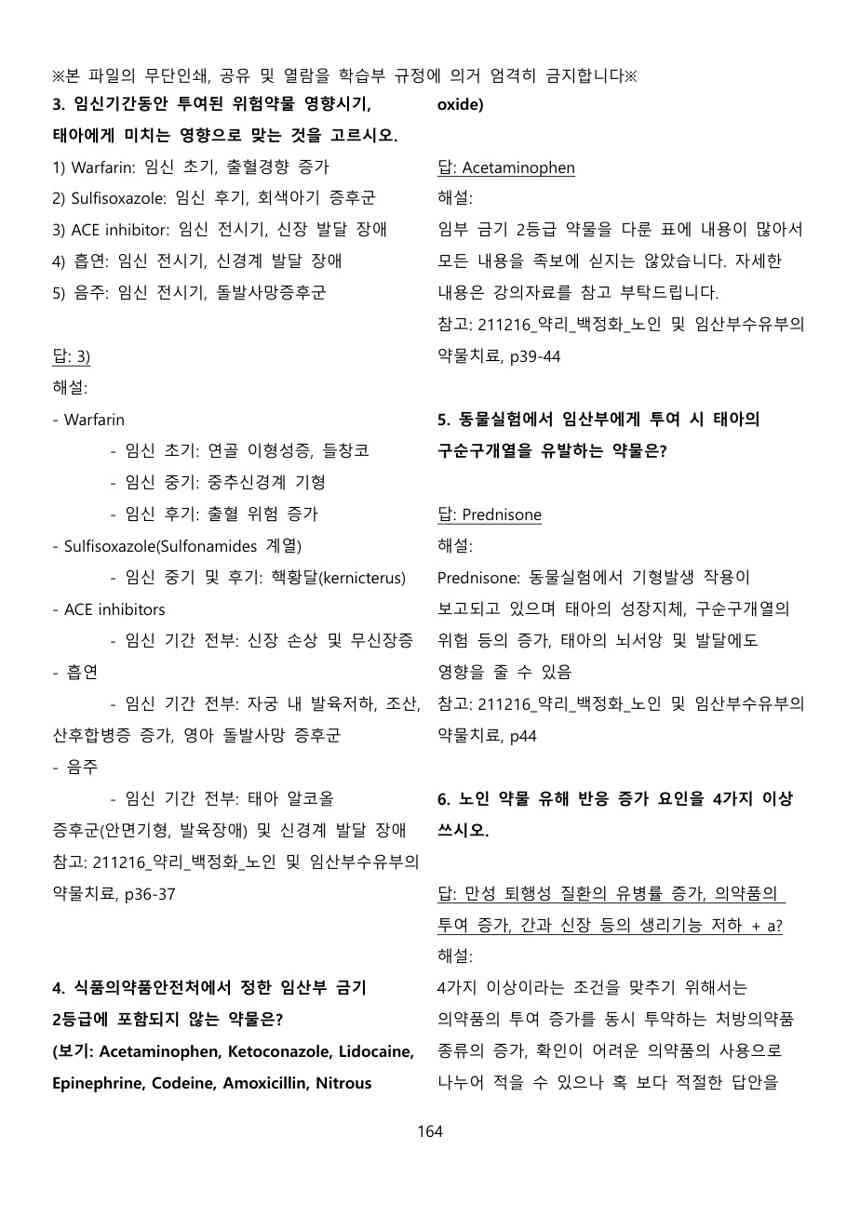 ※본 파일의 무단인쇄, 공유 및 열람을 학습부 규정에 의거 엄격히 금지합니다※
3. 임신기간동안 투여된 위험약물 영향시기,
태아에게 미치는 영향으로 맞는 것을 고르시오.
1) Warfarin: 임신 초기, 출혈경향 증가
2) Sulfisoxazole: 임신 후기, 회색아기 증후군
3) ACE inhibitor: 임신 전시기, 신장 발달 장애
4) 흡연: 임신 전시기, 신경계 발달 장애
5) 음주: 임신 전시기, 돌발사망증후군
답: 3)
해설:
- Warfarin
- 임신 초기: 연골 이형성증, 들창코
- 임신 중기: 중추신경계 기형
- 임신 후기: 출혈 위험 증가
- Sulfisoxazole(Sulfonamides 계열)
- 임신 중기 및 후기: 핵황달(kernicterus)
- ACE inhibitors
- 임신 기간 전부: 신장 손상 및 무신장증
- 흡연
- 임신 기간 전부: 자궁 내 발육저하, 조산,
산후합병증 증가, 영아 돌발사망 증후군
- 음주
- 임신 기간 전부: 태아 알코올
증후군(안면기형, 발육장애) 및 신경계 발달 장애
참고: 211216_약리_백정화_노인 및 임산부수유부의
약물치료, p36-37
4. 식품의약품안전처에서 정한 임산부 금기
2등급에 포함되지 않는 약물은?
(보기: Acetaminophen, Ketoconazole, Lidocaine,
Epinephrine, Codeine, Amoxicillin, Nitrous
oxide)
답: Acetaminophen
해설:
임부 금기 2등급 약물을 다룬 표에 내용이 많아서
모든 내용을 족보에 싣지는 않았습니다. 자세한
내용은 강의자료를 참고 부탁드립니다.
참고: 211216_약리_백정화_노인 및 임산부수유부의
약물치료, p39-44
5. 동물실험에서 임산부에게 투여 시 태아의
구순구개열을 유발하는 약물은?
답: Prednisone
해설:
Prednisone: 동물실험에서 기형발생 작용이
보고되고 있으며 태아의 성장지체, 구순구개열의
위험 등의 증가, 태아의 뇌서앙 및 발달에도
영향을 줄 수 있음
참고: 211216_약리_백정화_노인 및 임산부수유부의
약물치료, p44
6. 노인 약물 유해 반응 증가 요인을 4가지 이상
쓰시오.
답: 만성 퇴행성 질환의 유병률 증가, 의약품의
투여 증가, 간과 신장 등의 생리기능 저하 + a?
해설:
4가지 이상이라는 조건을 맞추기 위해서는
의약품의 투여 증가를 동시 투약하는 처방의약품
종류의 증가, 확인이 어려운 의약품의 사용으로
나누어 적을 수 있으나 혹 보다 적절한 답안을
164